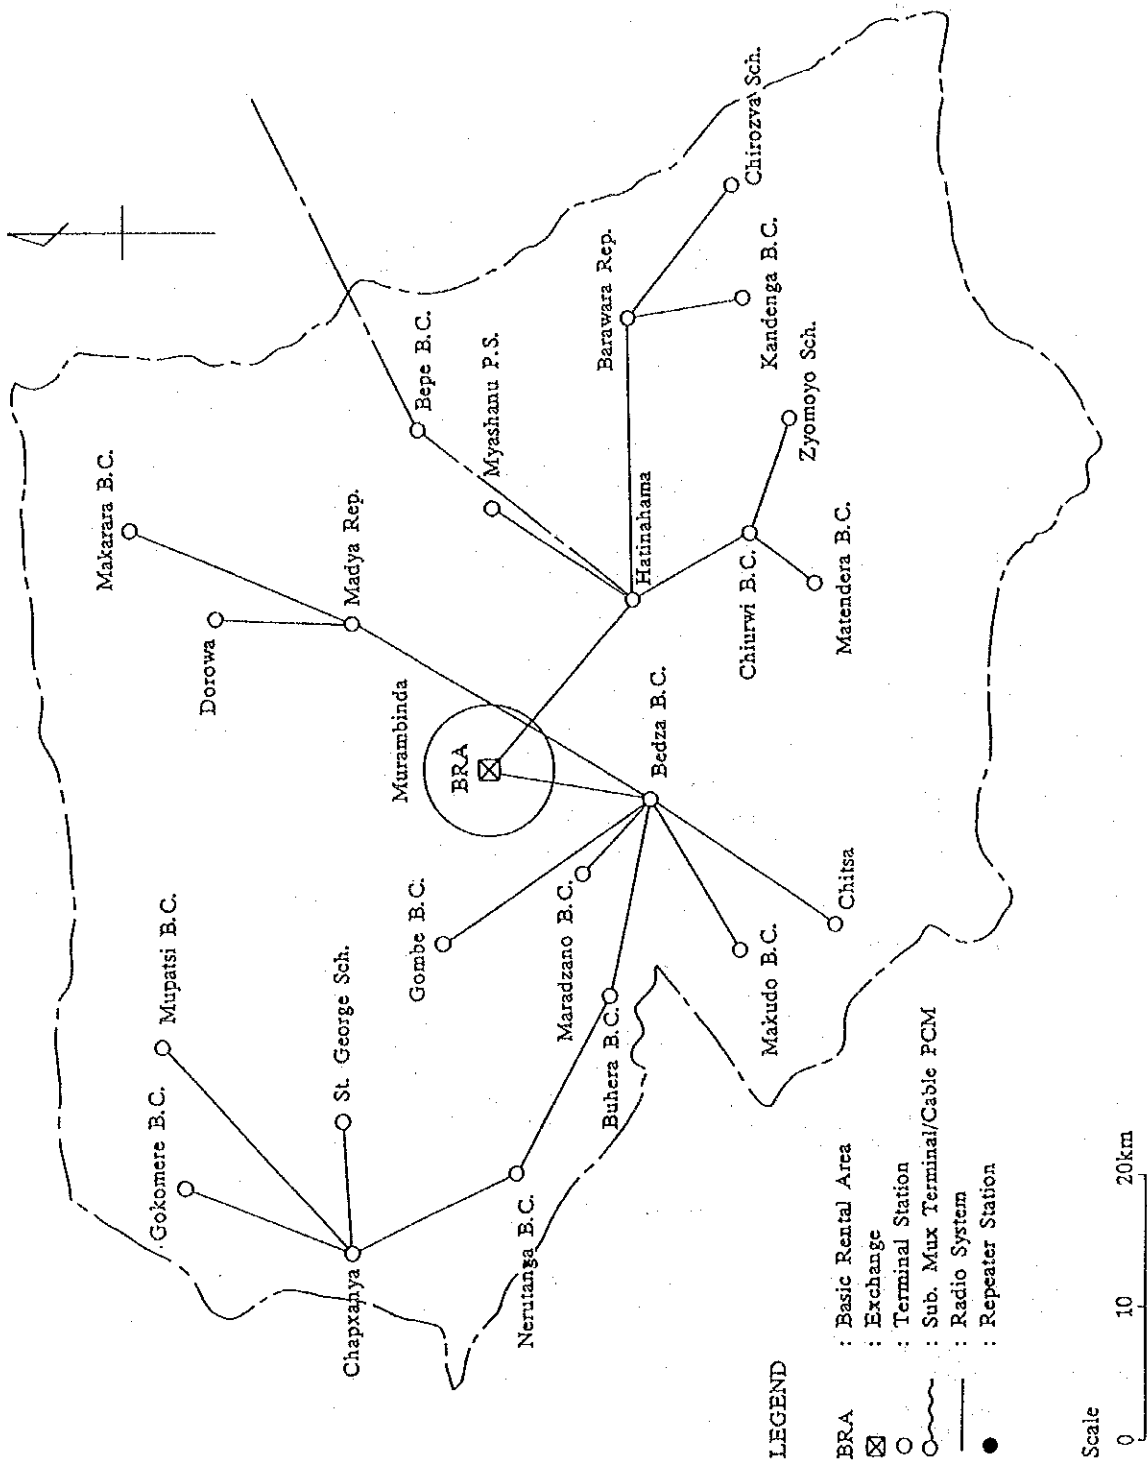 Makarara B.C.
Dorowa
Madya Rep.
Bepe B.C.
Myashanu P.S.
Murambinda
BRA
Mupatsi B.C.
Gokomere B.C.
St. George Sch.
Gombe B.C.
Chapxanya
Maradzano B.C.
Barawara Rep.
Chirozva Sch.
Hatinahama
Bedza B.C.
Buhera B.C.
Nerutanga B.C.
Kandenga B.C.
Zyomoyo Sch.
Chiurwi B.C.
Matendera B.C.
Makudo B.C.
Chitsa
LEGEND
BRA : Basic Rental Area
: Exchange
: Terminal Station
: Sub. Mux Terminal/Cable PCM
: Radio System
: Repeater Station
Scale
0 10 20km